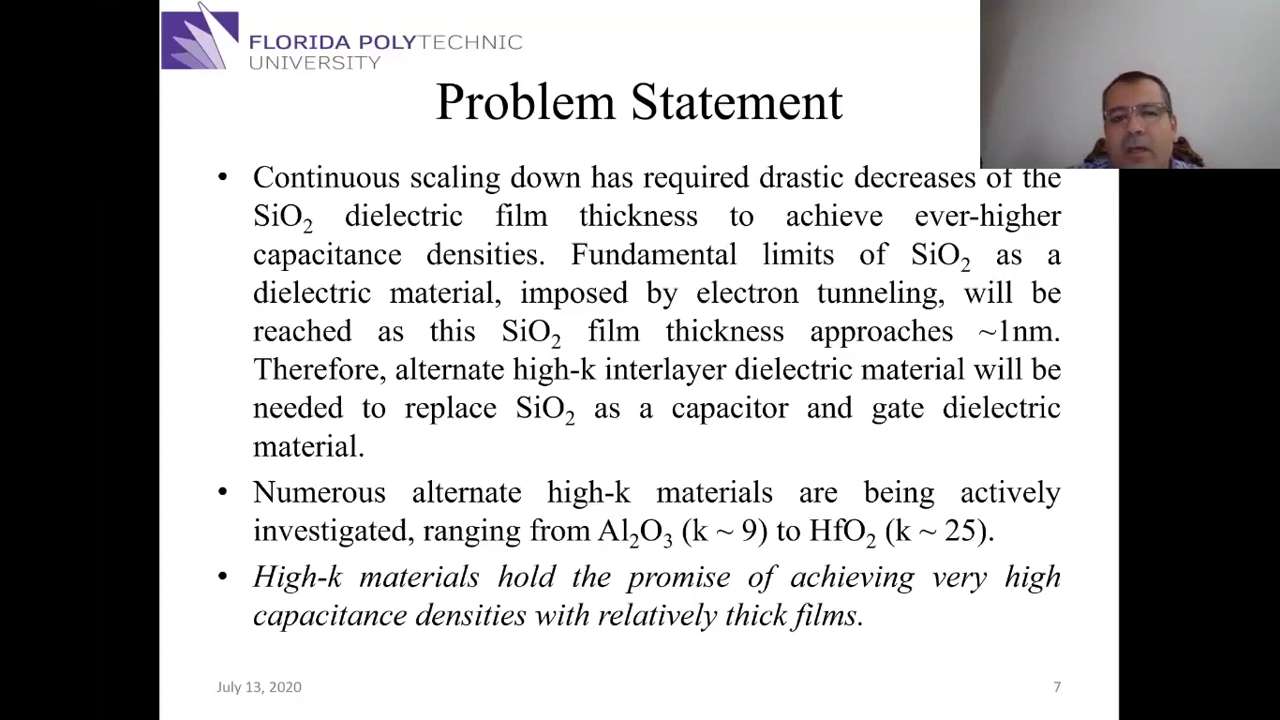 FLORIDA POLYTECHNIC
UNIVERSITY
Problem Statement
• Continuous scaling down has required drastic decreases of the
SiO₂ dielectric film thickness to achieve ever-higher
capacitance densities. Fundamental limits of SiO₂ as a
dielectric material, imposed by electron tunneling, will be
reached as this SiO₂ film thickness approaches ~1nm.
Therefore, alternate high-k interlayer dielectric material will be
needed to replace SiO₂ as a capacitor and gate dielectric
material.
• Numerous alternate high-k materials are being actively
investigated, ranging from Al₂O₃ (k ~ 9) to HfO₂ (k ~ 25).
• High-k materials hold the promise of achieving very high
capacitance densities with relatively thick films.
July 13, 2020
7